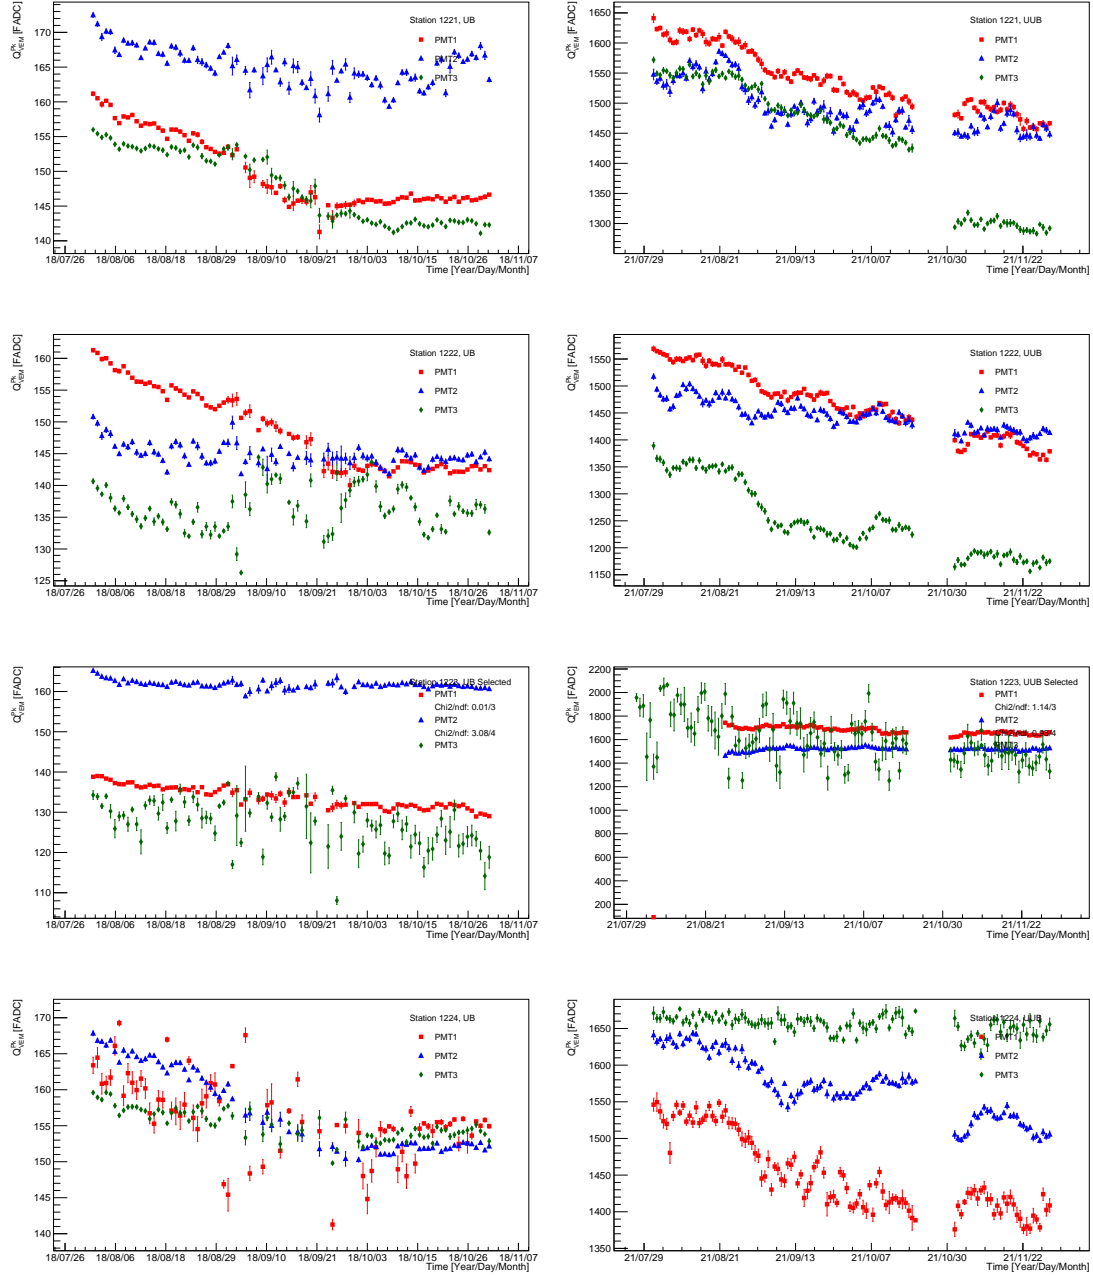 Q^{Pk}_{VEM} [FADC]
Station 1221, UB
PMT1
PMT2
PMT3
170
165
160
155
150
145
140
18/07/26 18/08/06 18/08/18 18/08/29 18/09/10 18/09/21 18/10/03 18/10/15 18/10/26 18/11/07
Time [Year/Day/Month]
Q^{Pk}_{VEM} [FADC]
Station 1221, UUB
PMT1
PMT2
PMT3
1650
1600
1550
1500
1450
1400
1350
1300
21/07/29 21/08/21 21/09/13 21/10/07 21/10/30 21/11/22
Time [Year/Day/Month]
Q^{Pk}_{VEM} [FADC]
Station 1222, UB
PMT1
PMT2
PMT3
160
155
150
145
140
135
130
125
18/07/26 18/08/06 18/08/18 18/08/29 18/09/10 18/09/21 18/10/03 18/10/15 18/10/26 18/11/07
Time [Year/Day/Month]
Q^{Pk}_{VEM} [FADC]
Station 1222, UUB
PMT1
PMT2
PMT3
1550
1500
1450
1400
1350
1300
1250
1200
1150
21/07/29 21/08/21 21/09/13 21/10/07 21/10/30 21/11/22
Time [Year/Day/Month]
Q^{Pk}_{VEM} [FADC]
Station 1223, UB Selected
PMT1
Chi2/ndf: 0.01/3
PMT2
Chi2/ndf: 3.08/4
PMT3
160
150
140
130
120
110
18/07/26 18/08/06 18/08/18 18/08/29 18/09/10 18/09/21 18/10/03 18/10/15 18/10/26 18/11/07
Time [Year/Day/Month]
Q^{Pk}_{VEM} [FADC]
Station 1223, UUB Selected
PMT1
Chi2/ndf: 1.14/3
PMT2
Chi2/ndf:
PMT3
2200
2000
1800
1600
1400
1200
1000
800
600
400
200
21/07/29 21/08/21 21/09/13 21/10/07 21/10/30 21/11/22
Time [Year/Day/Month]
Q^{Pk}_{VEM} [FADC]
Station 1224, UB
PMT1
PMT2
PMT3
170
165
160
155
150
145
140
18/07/26 18/08/06 18/08/18 18/08/29 18/09/10 18/09/21 18/10/03 18/10/15 18/10/26 18/11/07
Time [Year/Day/Month]
Q^{Pk}_{VEM} [FADC]
Station 1224, UUB
PMT1
PMT2
PMT3
1650
1600
1550
1500
1450
1400
1350
21/07/29 21/08/21 21/09/13 21/10/07 21/10/30 21/11/22
Time [Year/Day/Month]